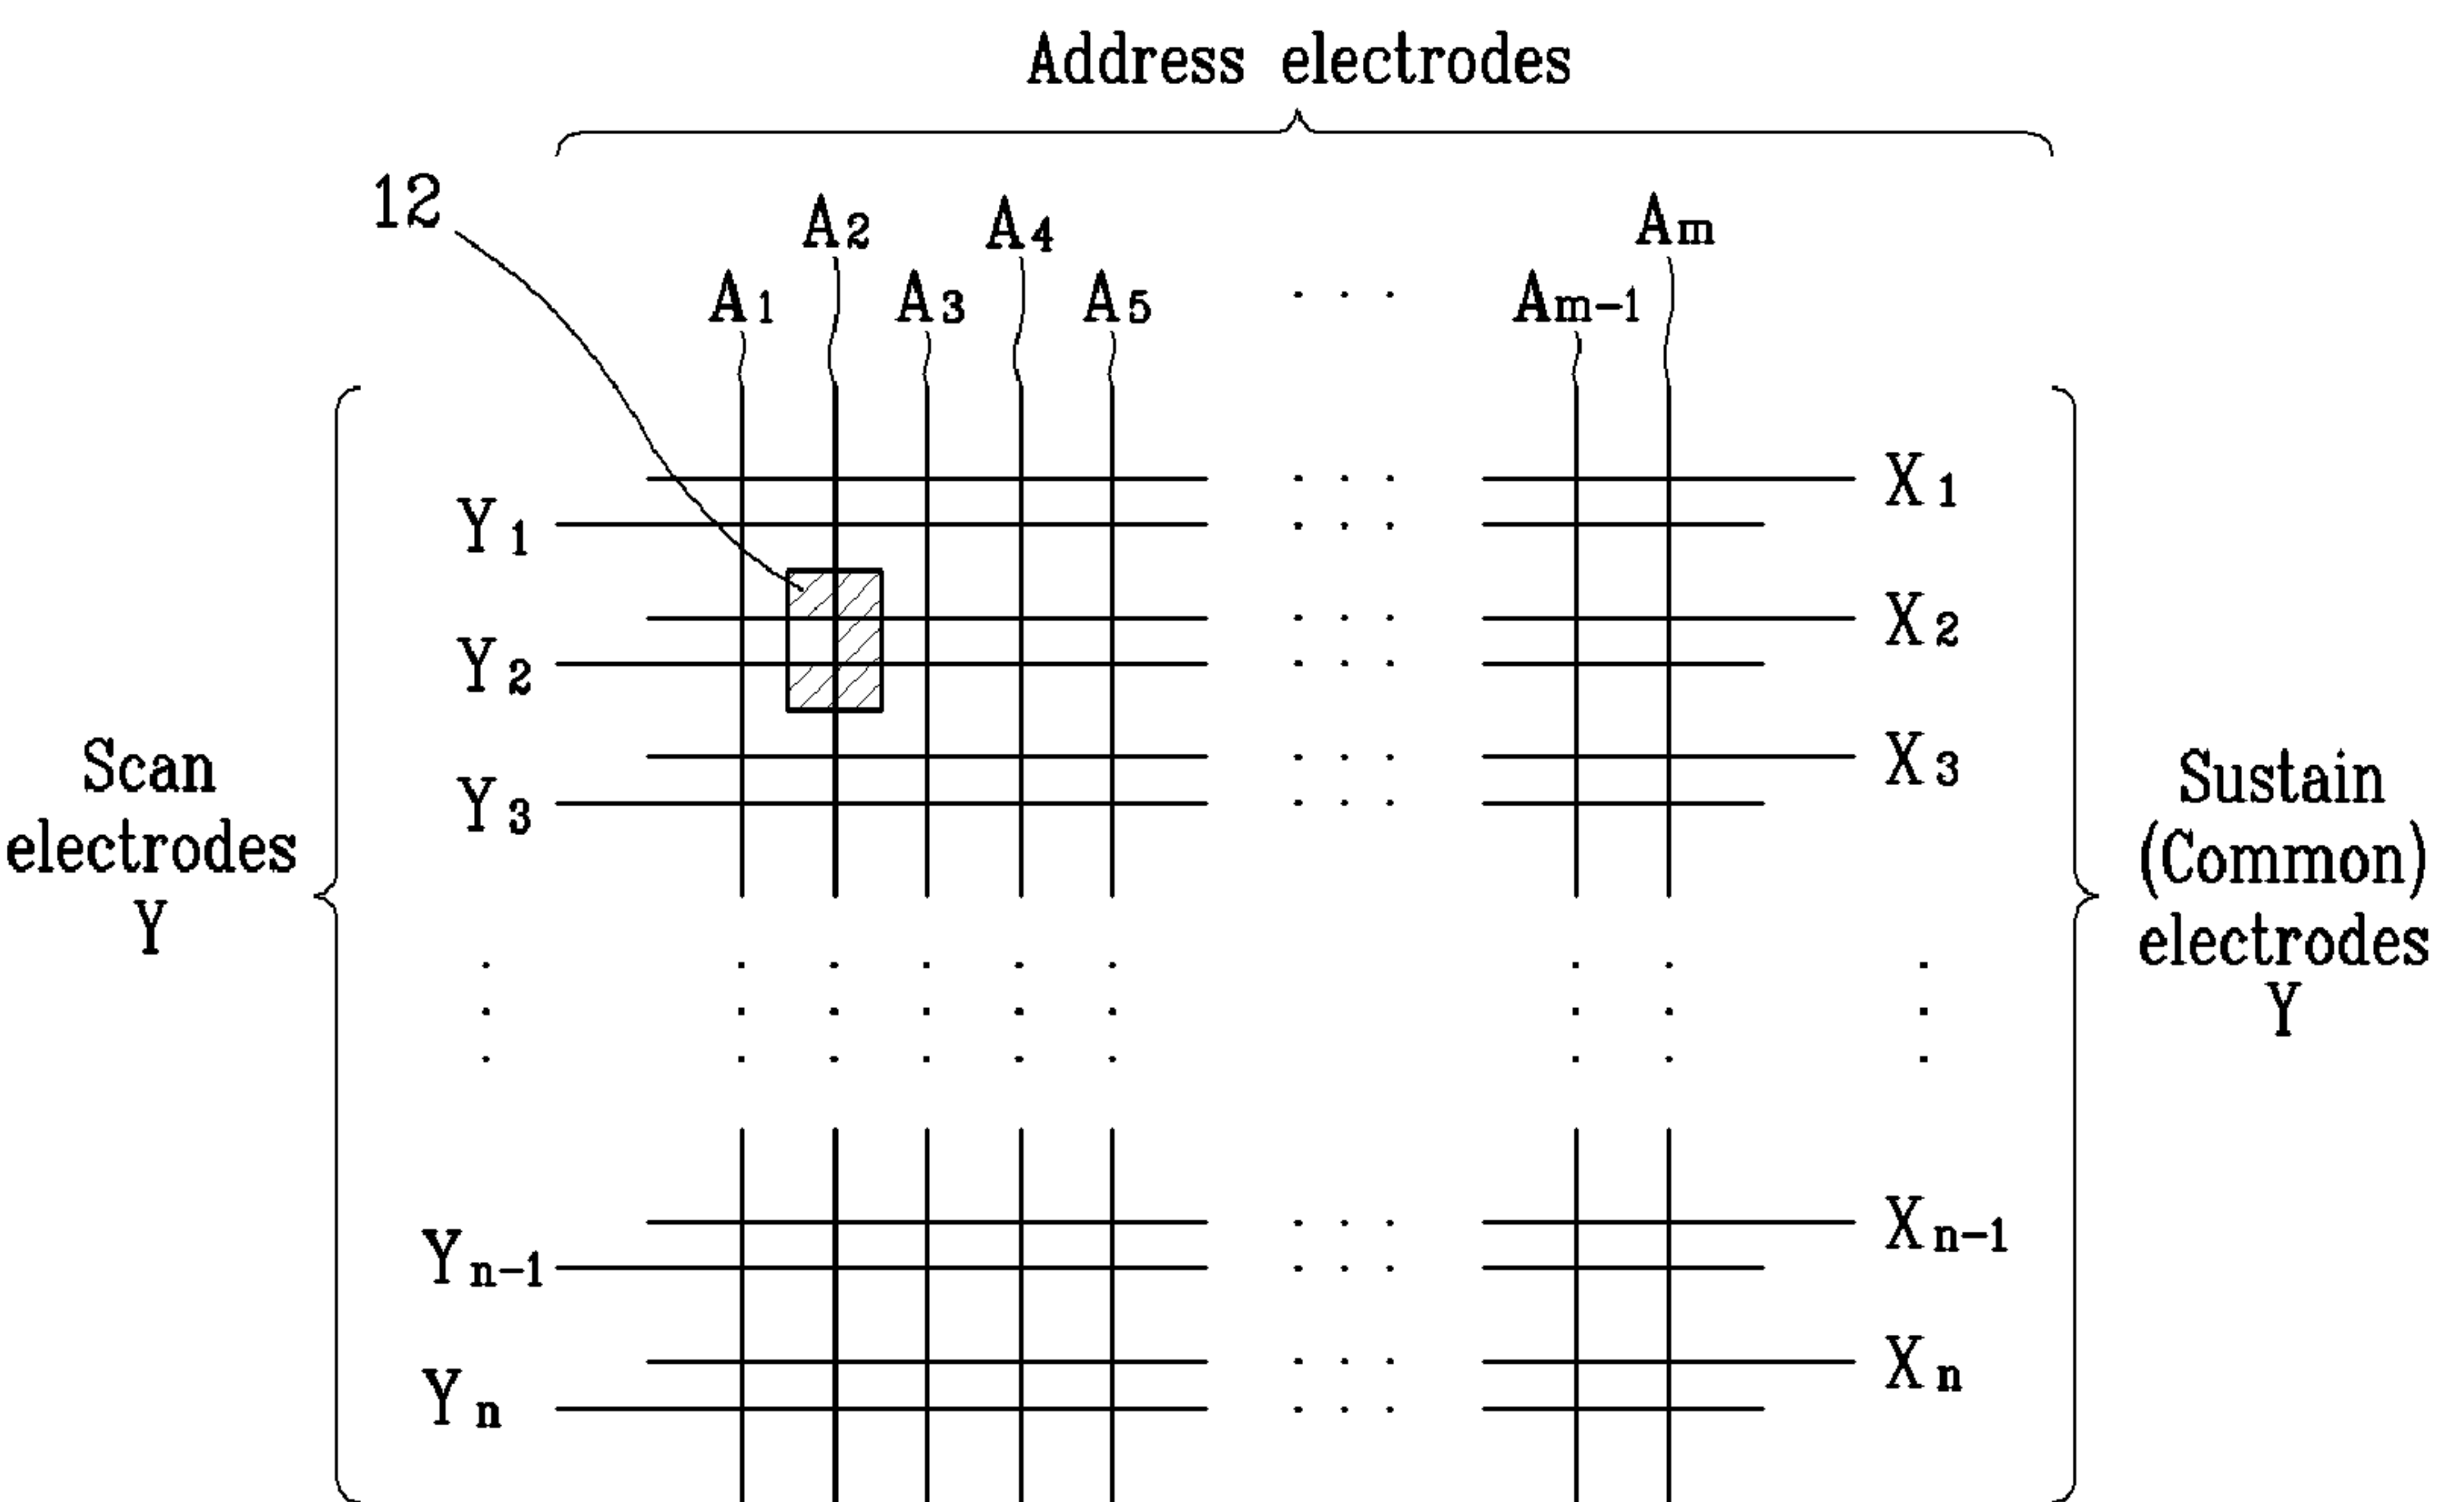 Address electrodes
12
A2 A4 Am
A1 A3 A5 . . . Am-1
X1
Y1
X2
Y2
X3
Y3
Scan
electrodes
Y
Sustain
(Common)
electrodes
Y
Xn-1
Yn-1
Xn
Yn